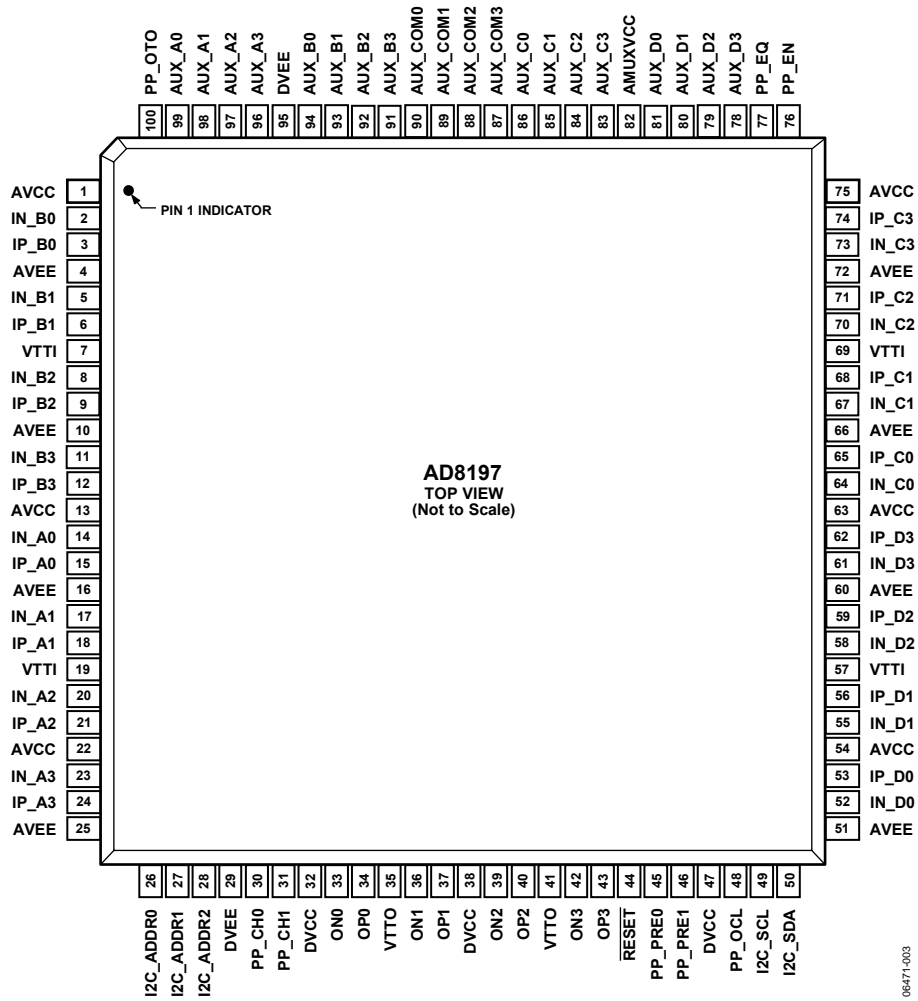 PP_OTO
AUX_A0
AUX_A1
AUX_A2
AUX_A3
DVEE
AUX_B0
AUX_B1
AUX_B2
AUX_B3
AUX_COM0
AUX_COM1
AUX_COM2
AUX_COM3
AUX_C0
AUX_C1
AUX_C2
AUX_C3
AMUXVCC
AUX_D0
AUX_D1
AUX_D2
AUX_D3
PP_EQ
PP_EN
100 99 98 97 96 95 94 93 92 91 90 89 88 87 86 85 84 83 82 81 80 79 78 77 76
AVCC 1
IN_B0 2
IP_B0 3
AVEE 4
IN_B1 5
IP_B1 6
VTTI 7
IN_B2 8
IP_B2 9
AVEE 10
IN_B3 11
IP_B3 12
AVCC 13
IN_A0 14
IP_A0 15
AVEE 16
IN_A1 17
IP_A1 18
VTTI 19
IN_A2 20
IP_A2 21
AVCC 22
IN_A3 23
IP_A3 24
AVEE 25
PIN 1 INDICATOR
AD8197
TOP VIEW
(Not to Scale)
75 AVCC
74 IP_C3
73 IN_C3
72 AVEE
71 IP_C2
70 IN_C2
69 VTTI
68 IP_C1
67 IN_C1
66 AVEE
65 IP_C0
64 IN_C0
63 AVCC
62 IP_D3
61 IN_D3
60 AVEE
59 IP_D2
58 IN_D2
57 VTTI
56 IP_D1
55 IN_D1
54 AVCC
53 IP_D0
52 IN_D0
51 AVEE
26 27 28 29 30 31 32 33 34 35 36 37 38 39 40 41 42 43 44 45 46 47 48 49 50
I2C_ADDR0
I2C_ADDR1
I2C_ADDR2
DVEE
PP_CH0
PP_CH1
DVCC
ON0
OP0
VTTO
ON1
OP1
DVCC
ON2
OP2
VTTO
ON3
OP3
RESET
PP_PRE0
PP_PRE1
DVCC
PP_OCL
I2C_SCL
I2C_SDA
06471-003